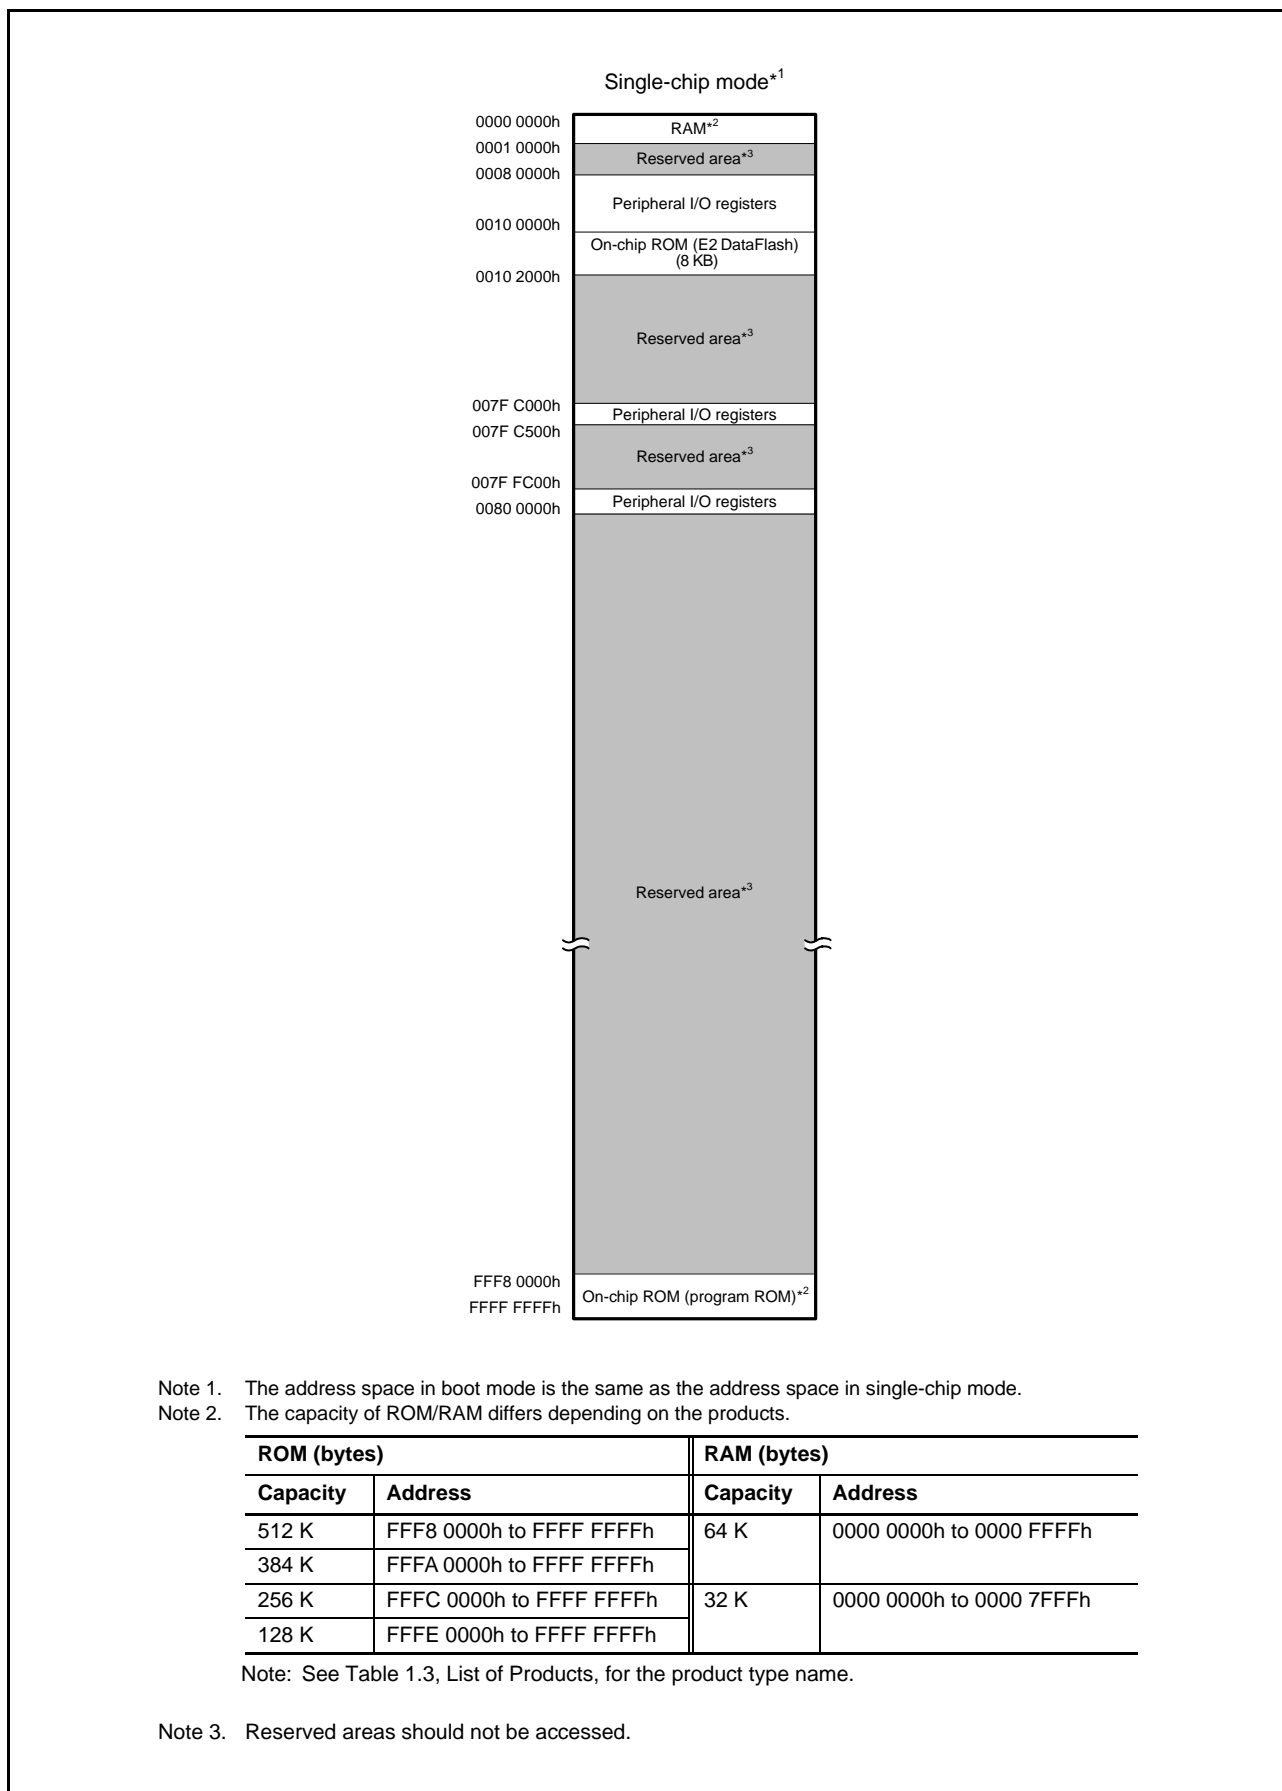 Single-chip mode*1
0000 0000h
RAM*2
0001 0000h
Reserved area*3
0008 0000h
Peripheral I/O registers
0010 0000h
On-chip ROM (E2 DataFlash)
(8 KB)
0010 2000h
Reserved area*3
007F C000h
Peripheral I/O registers
007F C500h
Reserved area*3
007F FC00h
Peripheral I/O registers
0080 0000h
Reserved area*3
FFF8 0000h
On-chip ROM (program ROM)*2
FFFF FFFFh
Note 1. The address space in boot mode is the same as the address space in single-chip mode.
Note 2. The capacity of ROM/RAM differs depending on the products.
ROM (bytes) RAM (bytes)
Capacity Address Capacity Address
512 K FFF8 0000h to FFFF FFFFh 64 K 0000 0000h to 0000 FFFFh
384 K FFFA 0000h to FFFF FFFFh
256 K FFFC 0000h to FFFF FFFFh 32 K 0000 0000h to 0000 7FFFh
128 K FFFE 0000h to FFFF FFFFh
Note: See Table 1.3, List of Products, for the product type name.
Note 3. Reserved areas should not be accessed.